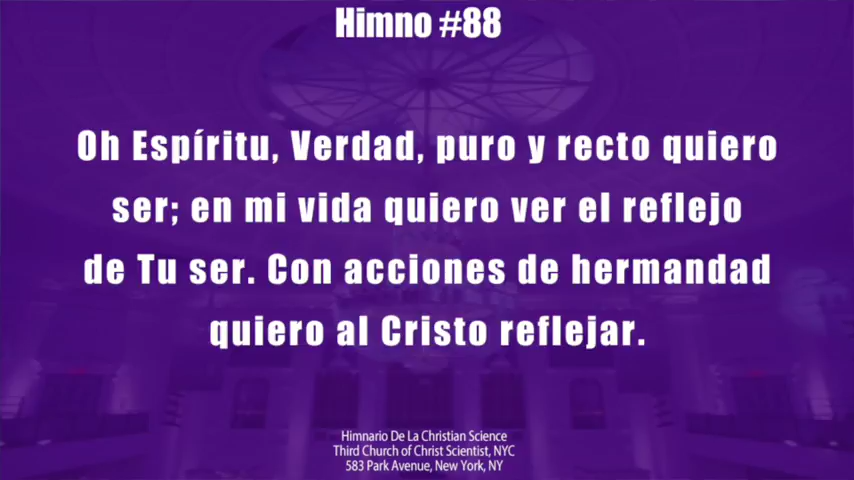 Himno #88
Oh Espíritu, Verdad, puro y recto quiero
ser; en mi vida quiero ver el reflejo
de Tu ser. Con acciones de hermandad
quiero al Cristo reflejar.
Himnario De La Christian Science
Third Church of Christ Scientist, NYC
583 Park Avenue, New York, NY